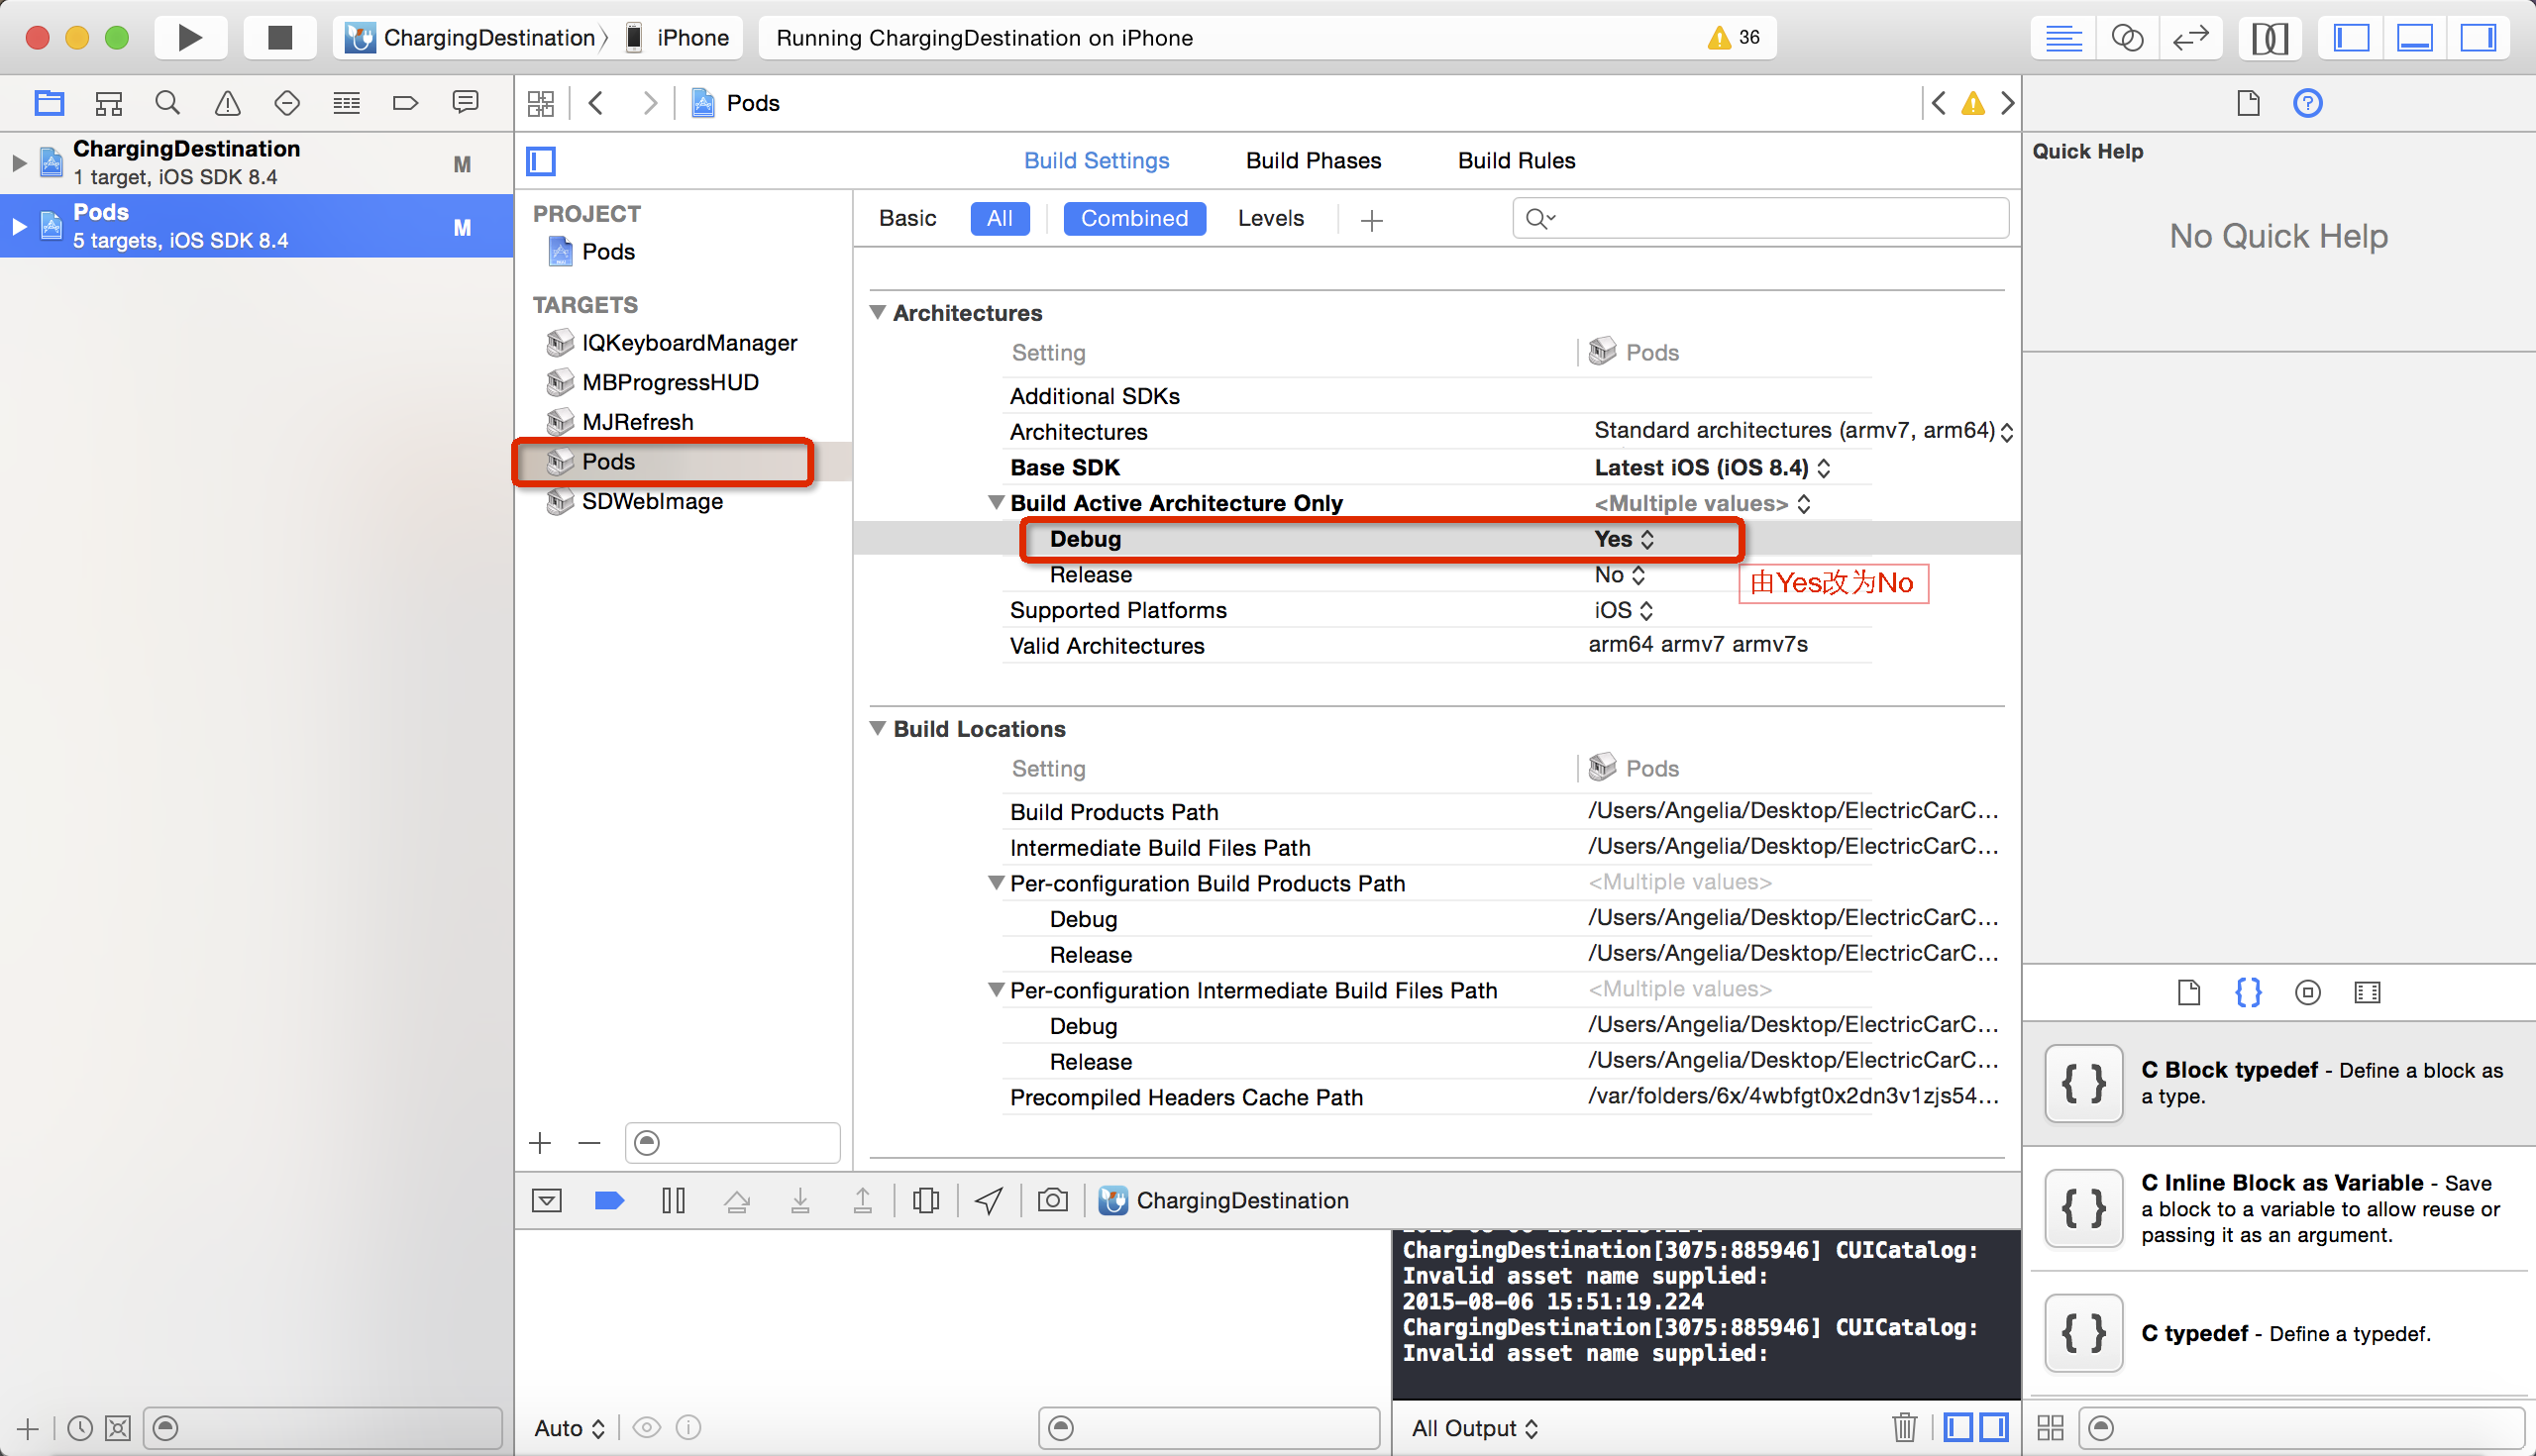 ChargingDestination
iPhone
Running ChargingDestination on iPhone
36
Pods
ChargingDestination
1 target, iOS SDK 8.4
M
Pods
5 targets, iOS SDK 8.4
M
Build Settings
Build Phases
Build Rules
PROJECT
Pods
TARGETS
IQKeyboardManager
MBProgressHUD
MJRefresh
Pods
SDWebImage
Basic
All
Combined
Levels
Architectures
Setting
Pods
Additional SDKs
Architectures
Standard architectures (armv7, arm64)
Base SDK
Latest iOS (iOS 8.4)
Build Active Architecture Only
<Multiple values>
Debug
Yes
Release
No
由Yes改为No
Supported Platforms
iOS
Valid Architectures
arm64 armv7 armv7s
Build Locations
Setting
Pods
Build Products Path
/Users/Angelia/Desktop/ElectricCarC...
Intermediate Build Files Path
/Users/Angelia/Desktop/ElectricCarC...
Per-configuration Build Products Path
<Multiple values>
Debug
/Users/Angelia/Desktop/ElectricCarC...
Release
/Users/Angelia/Desktop/ElectricCarC...
Per-configuration Intermediate Build Files Path
<Multiple values>
Debug
/Users/Angelia/Desktop/ElectricCarC...
Release
/Users/Angelia/Desktop/ElectricCarC...
Precompiled Headers Cache Path
/var/folders/6x/4wbfgt0x2dn3v1zjs54...
ChargingDestination
ChargingDestination[3075:885946] CUICatalog:
Invalid asset name supplied:
2015-08-06 15:51:19.224
ChargingDestination[3075:885946] CUICatalog:
Invalid asset name supplied:
Auto
All Output
Quick Help
No Quick Help
{ }
C Block typedef - Define a block as
a type.
{ }
C Inline Block as Variable - Save
a block to a variable to allow reuse or
passing it as an argument.
{ }
C typedef - Define a typedef.